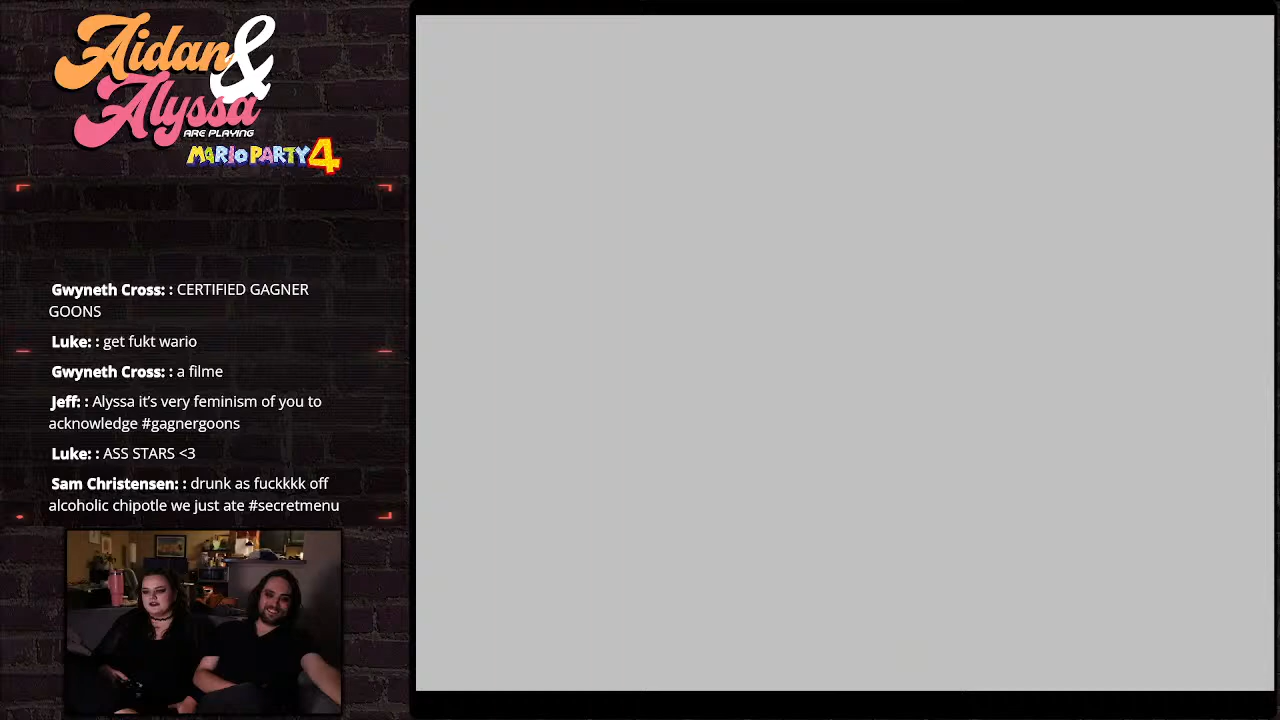 Aidan &
Alyssa
ARE PLAYING
MARIO PARTY 4
Gwyneth Cross: : CERTIFIED GAGNER
GOONS
Luke: : get fukt wario
Gwyneth Cross: : a filme
Jeff: : Alyssa it’s very feminism of you to
acknowledge #gagnergoons
Luke: : ASS STARS <3
Sam Christensen: : drunk as fuckkkk off
alcoholic chipotle we just ate #secretmenu